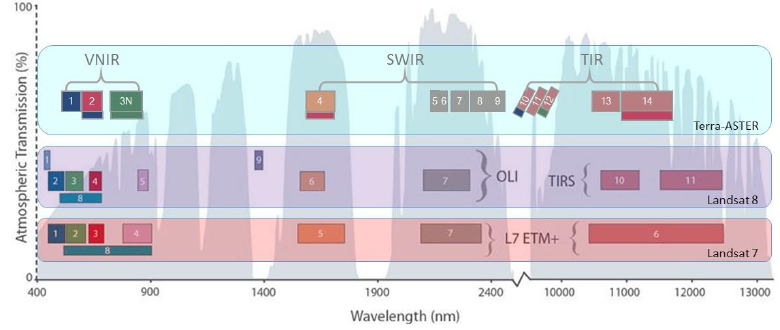 100
Atmospheric Transmission (%)
0
VNIR SWIR TIR
1 2 3N 4 5 6 7 8 9 10 11 12 13 14
Terra-ASTER
1 9
2 3 4 5 6 7 OLI TIRS 10 11
8
Landsat 8
1 2 3 4 5 7 L7 ETM+ 6
8
Landsat 7
400 900 1400 1900 2400 10000 11000 12000 13000
Wavelength (nm)